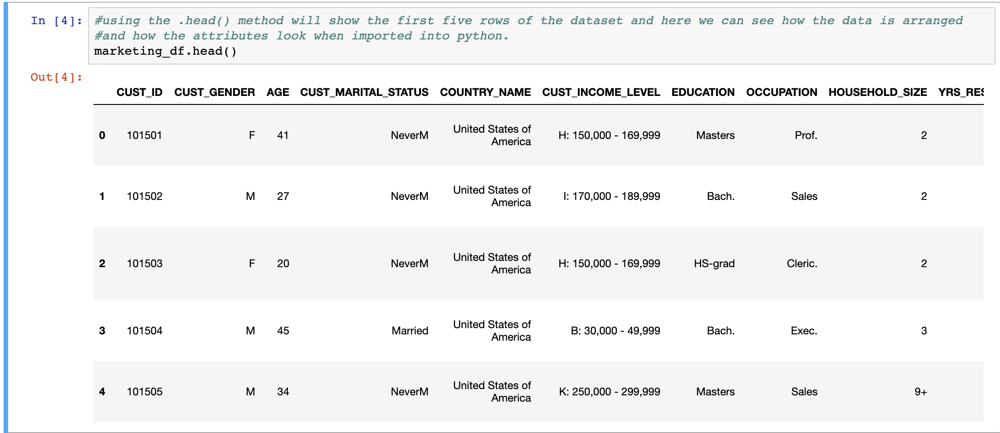 In [4]: #using the .head() method will show the first five rows of the dataset and here we can see how the data is arranged
#and how the attributes look when imported into python.
marketing_df.head()
Out[4]:
CUST_ID CUST_GENDER AGE CUST_MARITAL_STATUS COUNTRY_NAME CUST_INCOME_LEVEL EDUCATION OCCUPATION HOUSEHOLD_SIZE YRS_RES
0 101501 F 41 NeverM United States of America H: 150,000 - 169,999 Masters Prof. 2
1 101502 M 27 NeverM United States of America I: 170,000 - 189,999 Bach. Sales 2
2 101503 F 20 NeverM United States of America H: 150,000 - 169,999 HS-grad Cleric. 2
3 101504 M 45 Married United States of America B: 30,000 - 49,999 Bach. Exec. 3
4 101505 M 34 NeverM United States of America K: 250,000 - 299,999 Masters Sales 9+